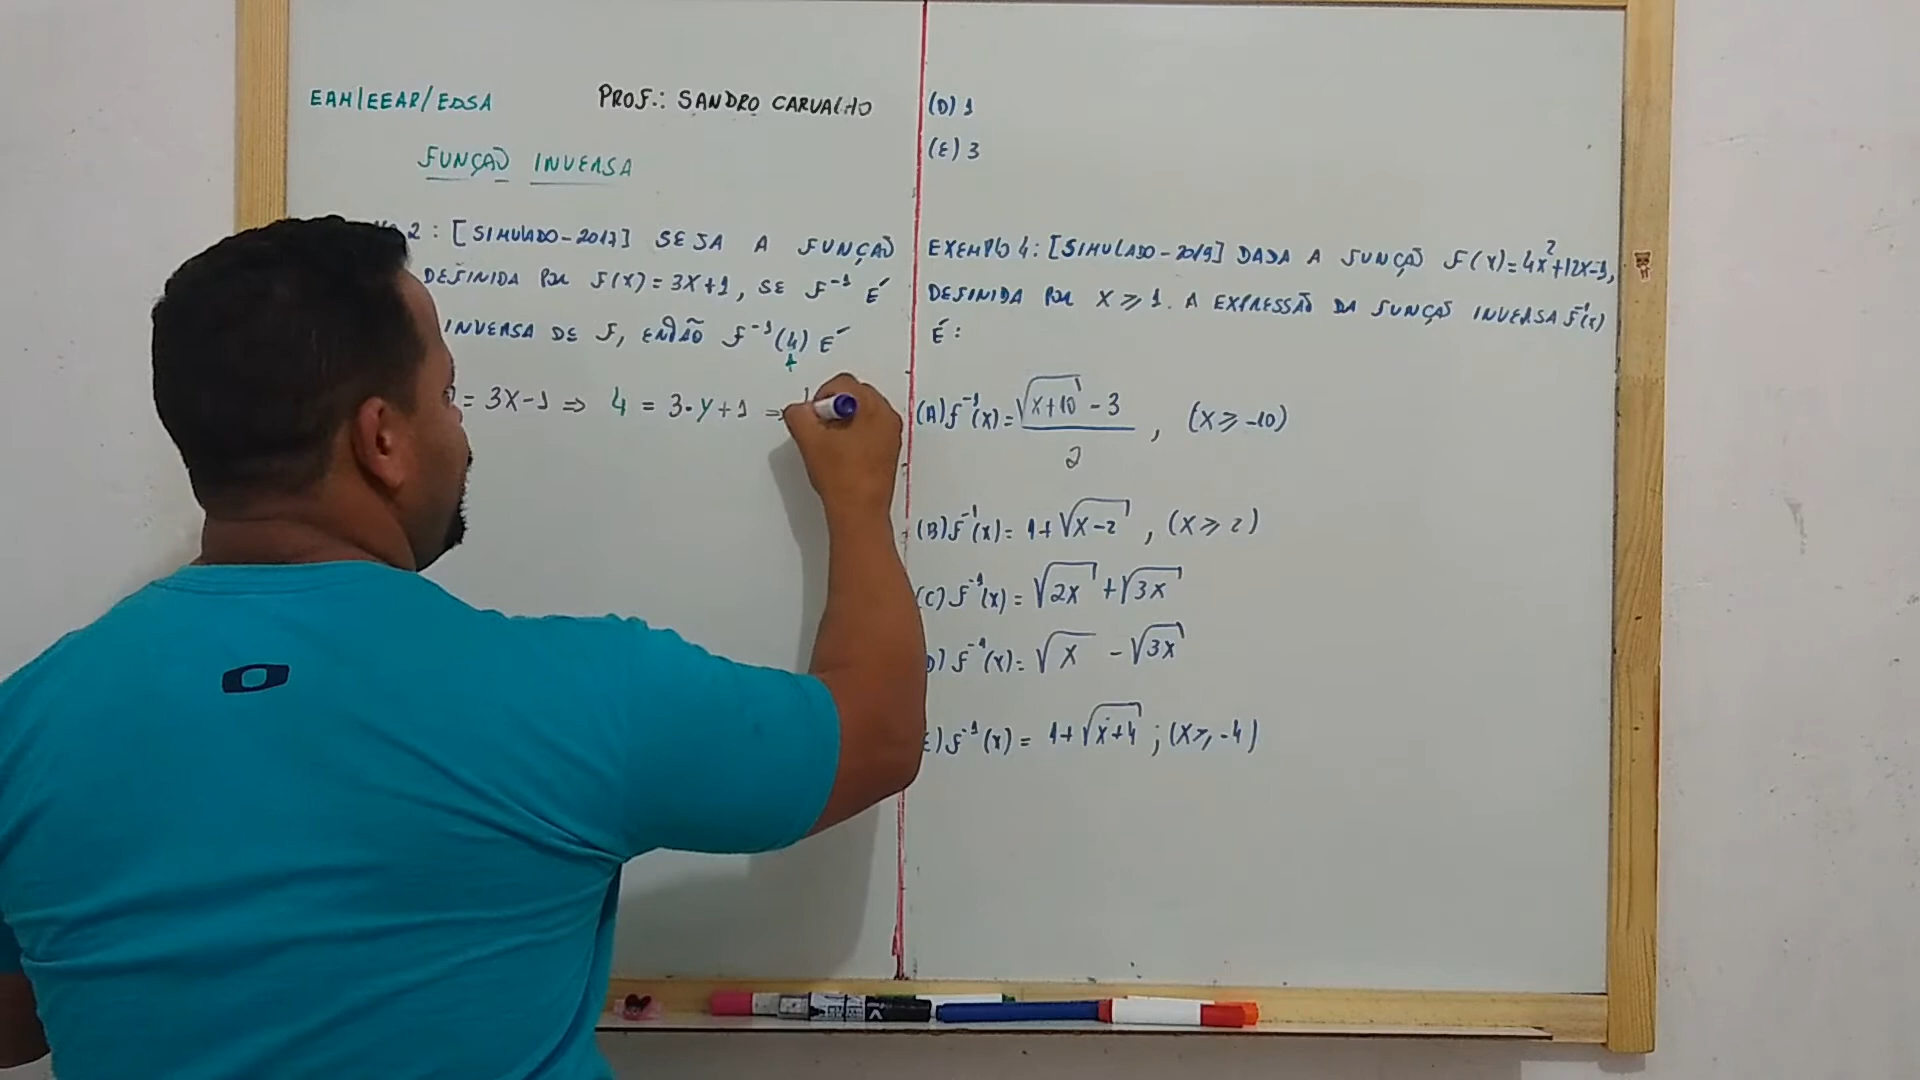 EAM/EEAR/EDSA
PROF.: SANDRO CARVALHO
FUNÇÃO INVERSA
2 : [SIMULADO-2017] SEJA A FUNÇÃO
DEFINIDA POR f(x) = 3x+1, SE f⁻¹ É
INVERSA DE f, ENTÃO f⁻¹(4) É
= 3x-1 ⇒ 4 = 3·y+1 ⇒
(D) 1
(E) 3
EXEMPLO 4: [SIMULADO-2019] DADA A FUNÇÃO f(x)=4x²+12x-1,
DEFINIDA POR x ⩾ 1. A EXPRESSÃO DA FUNÇÃO INVERSA f⁻¹(x)
É:
(A) f⁻¹(x) = (√(x+10) - 3)/2 , (x ⩾ -10)
(B) f⁻¹(x) = 1+√(x-2) , (x ⩾ 2)
(C) f⁻¹(x) = √(2x) + √(3x)
D) f⁻¹(x) = √x - √(3x)
E) f⁻¹(x) = 1+√(x+4) ; (x ⩾ -4)